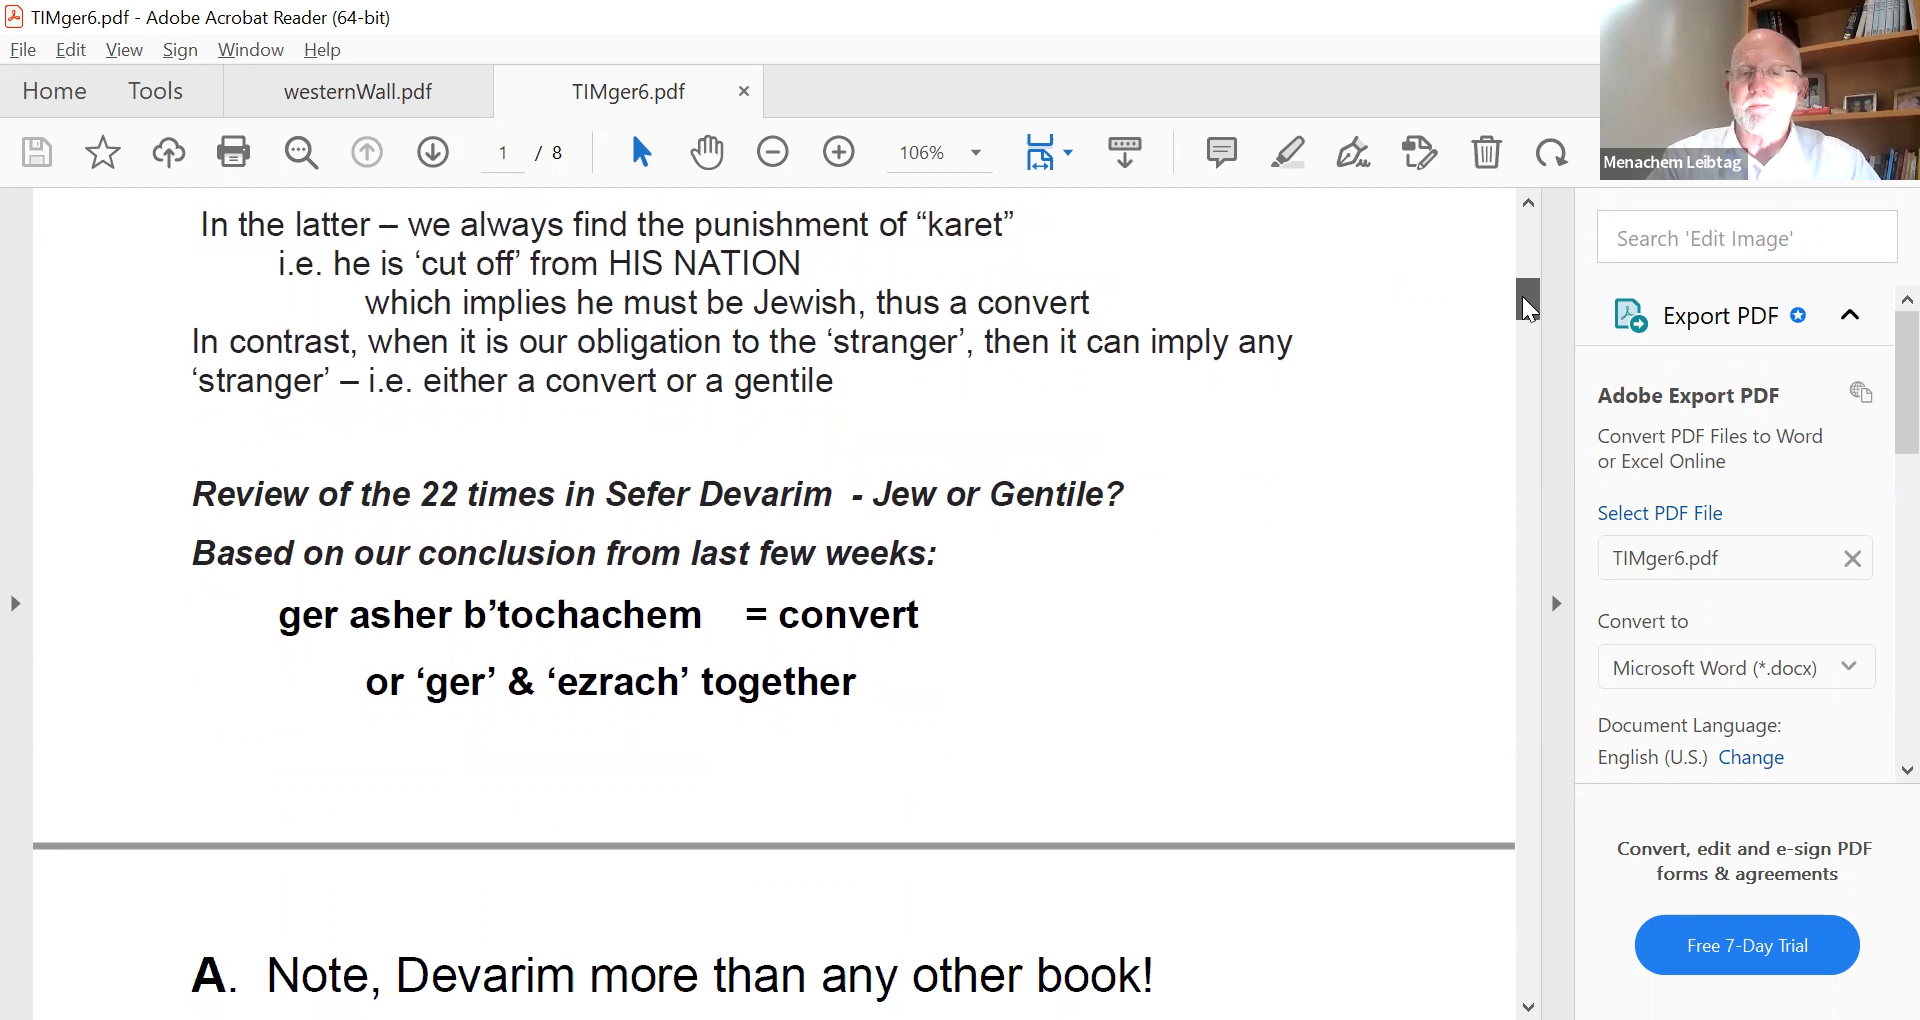 TIMger6.pdf - Adobe Acrobat Reader (64-bit)
File Edit View Sign Window Help
Home Tools westernWall.pdf TIMger6.pdf ×
1 / 8 106%
Menachem Leibtag
In the latter – we always find the punishment of “karet”
i.e. he is ‘cut off’ from HIS NATION
which implies he must be Jewish, thus a convert
In contrast, when it is our obligation to the ‘stranger’, then it can imply any
‘stranger’ – i.e. either a convert or a gentile
Review of the 22 times in Sefer Devarim - Jew or Gentile?
Based on our conclusion from last few weeks:
ger asher b’tochachem = convert
or ‘ger’ & ‘ezrach’ together
A. Note, Devarim more than any other book!
Search 'Edit Image'
Export PDF
Adobe Export PDF
Convert PDF Files to Word
or Excel Online
Select PDF File
TIMger6.pdf
Convert to
Microsoft Word (*.docx)
Document Language:
English (U.S.) Change
Convert, edit and e-sign PDF
forms & agreements
Free 7-Day Trial